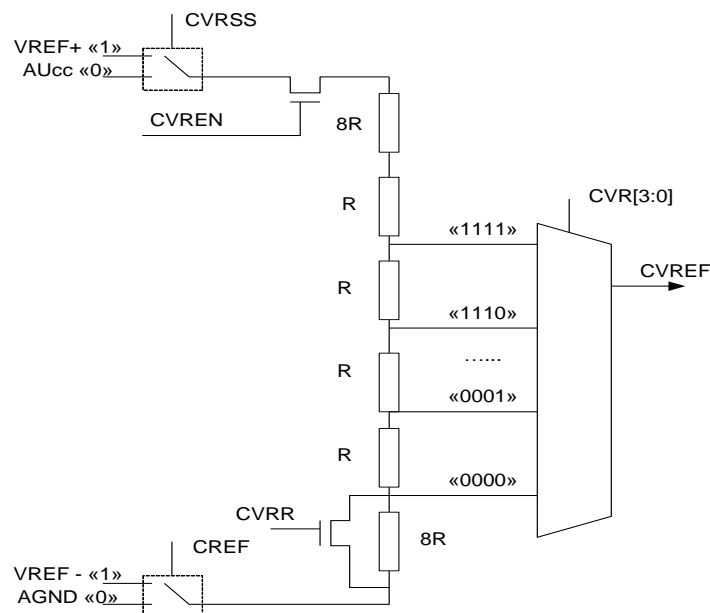 CVRSS
VREF+ «1»
AUcc «0»
CVREN
8R
R
CVR[3:0]
«1111»
CVREF
R
«1110»
…...
R
«0001»
R
«0000»
CVRR
8R
CREF
VREF - «1»
AGND «0»